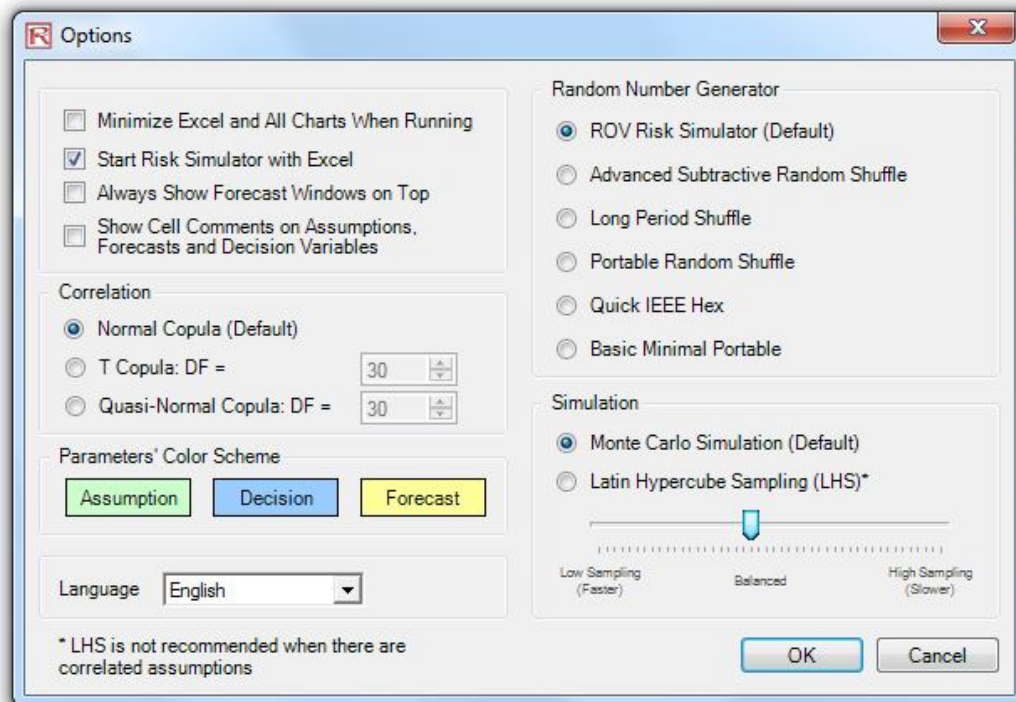 Options
Minimize Excel and All Charts When Running
Start Risk Simulator with Excel
Always Show Forecast Windows on Top
Show Cell Comments on Assumptions,
Forecasts and Decision Variables
Correlation
Normal Copula (Default)
T Copula: DF = 30
Quasi-Normal Copula: DF = 30
Parameters' Color Scheme
Assumption Decision Forecast
Language English
* LHS is not recommended when there are
correlated assumptions
Random Number Generator
ROV Risk Simulator (Default)
Advanced Subtractive Random Shuffle
Long Period Shuffle
Portable Random Shuffle
Quick IEEE Hex
Basic Minimal Portable
Simulation
Monte Carlo Simulation (Default)
Latin Hypercube Sampling (LHS)*
Low Sampling Balanced High Sampling
(Faster) (Slower)
OK Cancel